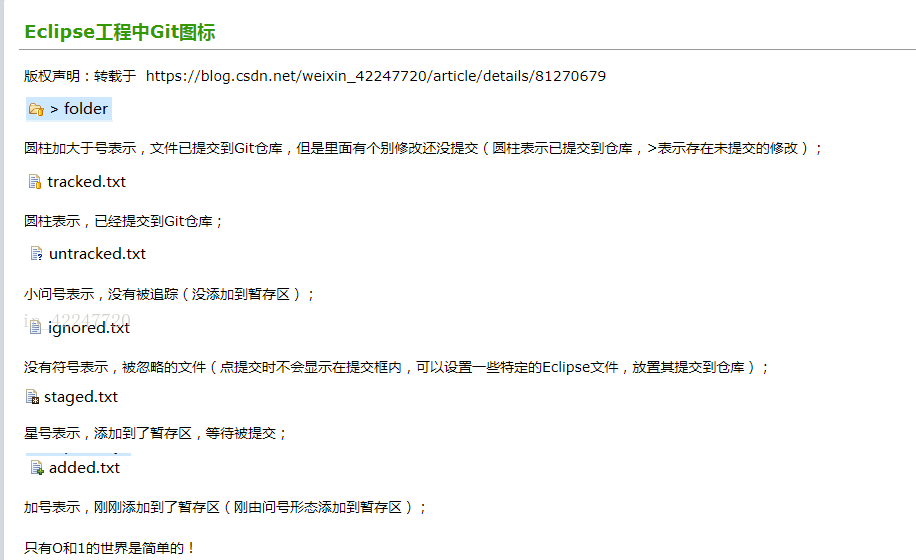 Eclipse工程中Git图标
版权声明：转载于 https://blog.csdn.net/weixin_42247720/article/details/81270679
> folder
圆柱加大于号表示，文件已提交到Git仓库，但是里面有个别修改还没提交（圆柱表示已提交到仓库，>表示存在未提交的修改）；
tracked.txt
圆柱表示，已经提交到Git仓库；
untracked.txt
小问号表示，没有被追踪（没添加到暂存区）；
in_42247720
ignored.txt
没有符号表示，被忽略的文件（点提交时不会显示在提交框内，可以设置一些特定的Eclipse文件，放置其提交到仓库）；
staged.txt
星号表示，添加到了暂存区，等待被提交；
added.txt
加号表示，刚刚添加到了暂存区（刚由问号形态添加到暂存区）；
只有O和1的世界是简单的！